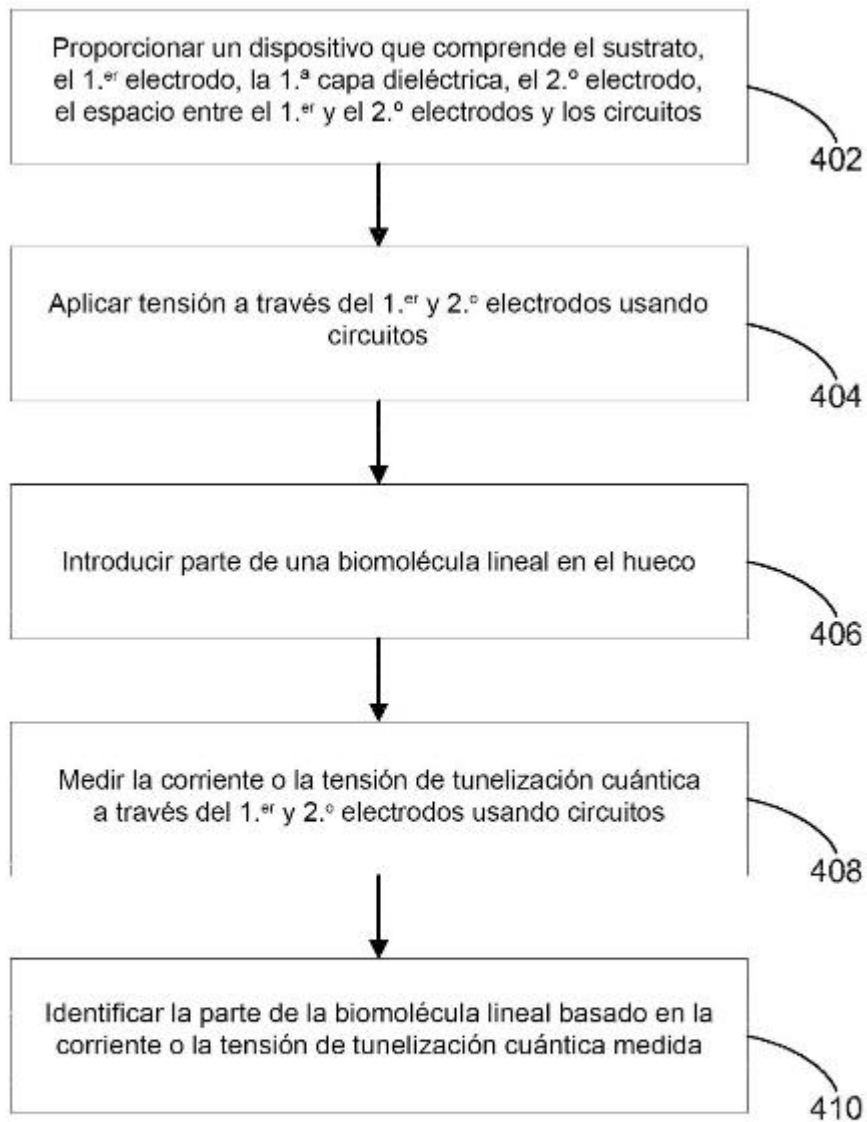 Proporcionar un dispositivo que comprende el sustrato,
el 1.ᵉʳ electrodo, la 1.ª capa dieléctrica, el 2.º electrodo,
el espacio entre el 1.ᵉʳ y el 2.º electrodos y los circuitos
402
Aplicar tensión a través del 1.ᵉʳ y 2.º electrodos usando
circuitos
404
Introducir parte de una biomolécula lineal en el hueco
406
Medir la corriente o la tensión de tunelización cuántica
a través del 1.ᵉʳ y 2.º electrodos usando circuitos
408
Identificar la parte de la biomolécula lineal basado en la
corriente o la tensión de tunelización cuántica medida
410